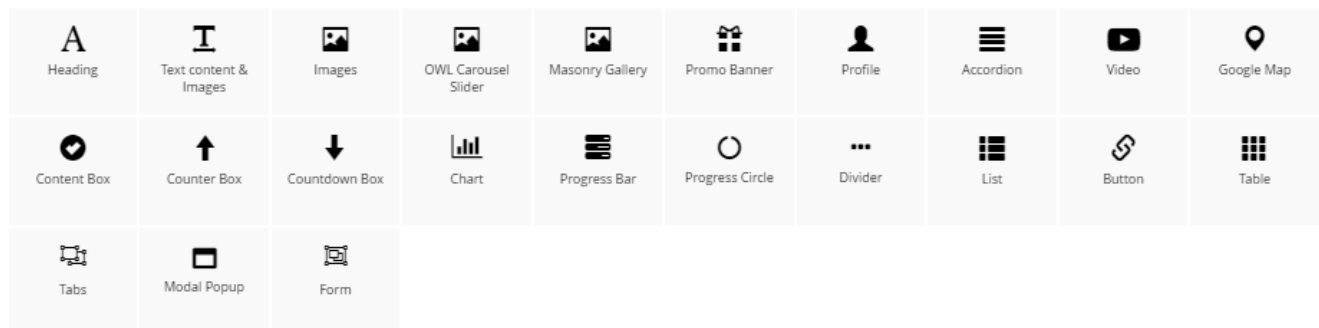 Heading
Text content &
Images
Images
OWL Carousel
Slider
Masonry Gallery
Promo Banner
Profile
Accordion
Video
Google Map
Content Box
Counter Box
Countdown Box
Chart
Progress Bar
Progress Circle
Divider
List
Button
Table
Tabs
Modal Popup
Form